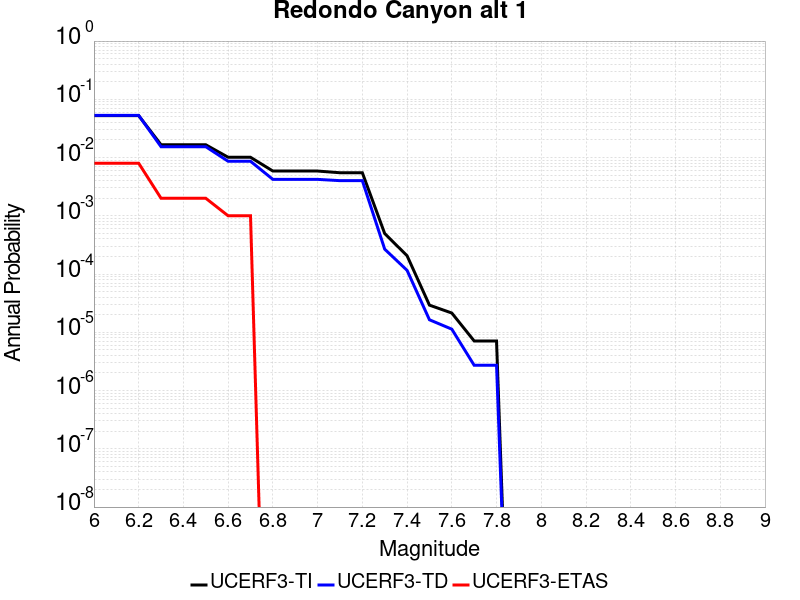 Redondo Canyon alt 1
10^0
10^-1
10^-2
10^-3
10^-4
10^-5
10^-6
10^-7
10^-8
Annual Probability
6 6.2 6.4 6.6 6.8 7 7.2 7.4 7.6 7.8 8 8.2 8.4 8.6 8.8 9
Magnitude
UCERF3-TI UCERF3-TD UCERF3-ETAS